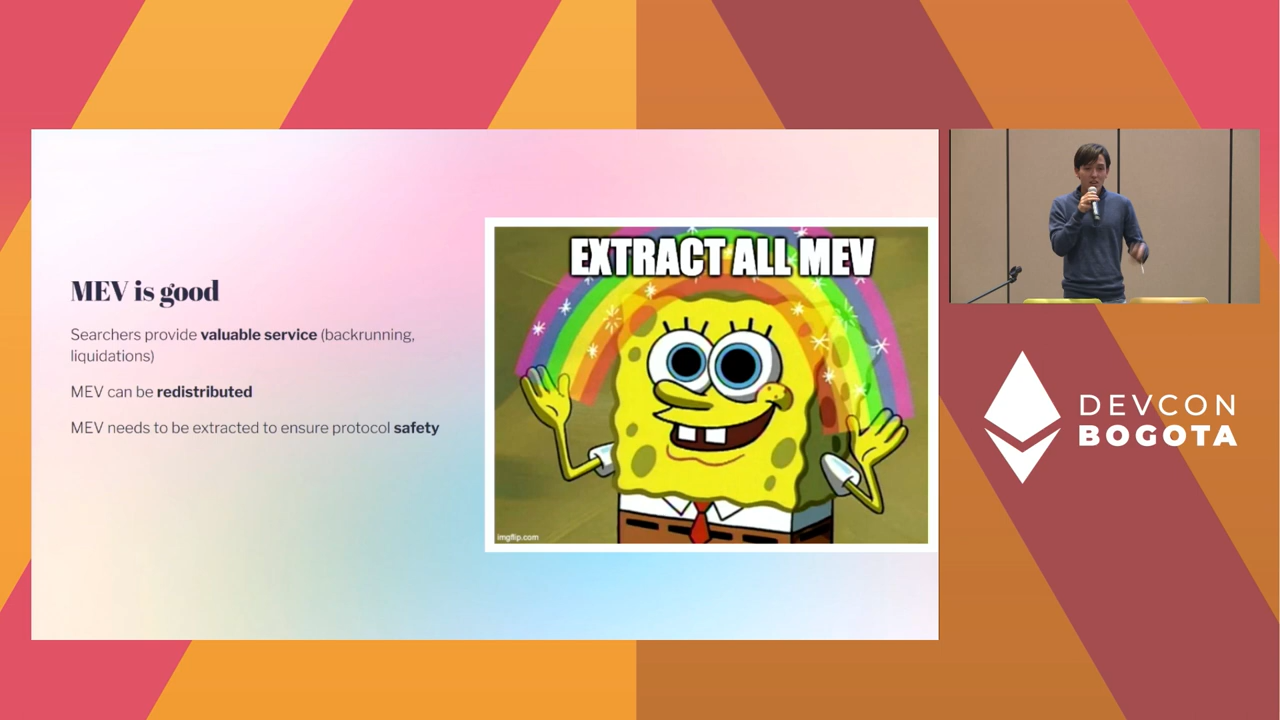 MEV is good
Searchers provide valuable service (backrunning,
liquidations)
MEV can be redistributed
MEV needs to be extracted to ensure protocol safety
EXTRACT ALL MEV
imgflip.com
DEVCON
BOGOTA